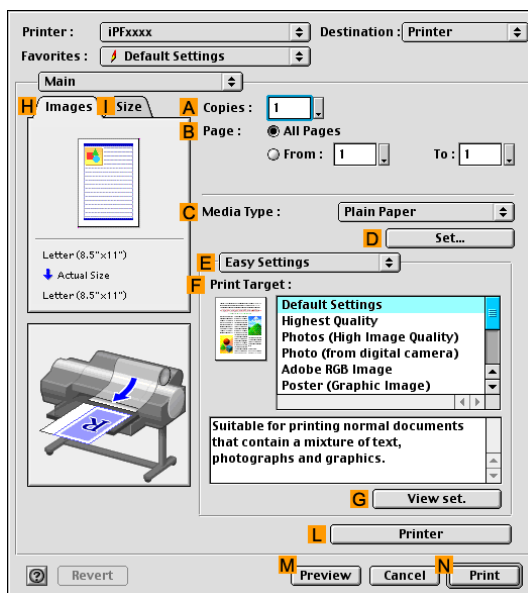 Printer : iPFxxxx Destination : Printer
Favorites : Default Settings
Main
H Images I Size
A Copies : 1
B Page : All Pages
From : 1 To : 1
C Media Type : Plain Paper
D Set...
Letter (8.5"x11")
Actual Size
Letter (8.5"x11")
E Easy Settings
F Print Target :
Default Settings
Highest Quality
Photos (High Image Quality)
Photo (from digital camera)
Adobe RGB Image
Poster (Graphic Image)
R
Suitable for printing normal documents
that contain a mixture of text,
photographs and graphics.
G View set.
L Printer
? Revert M Preview Cancel N Print